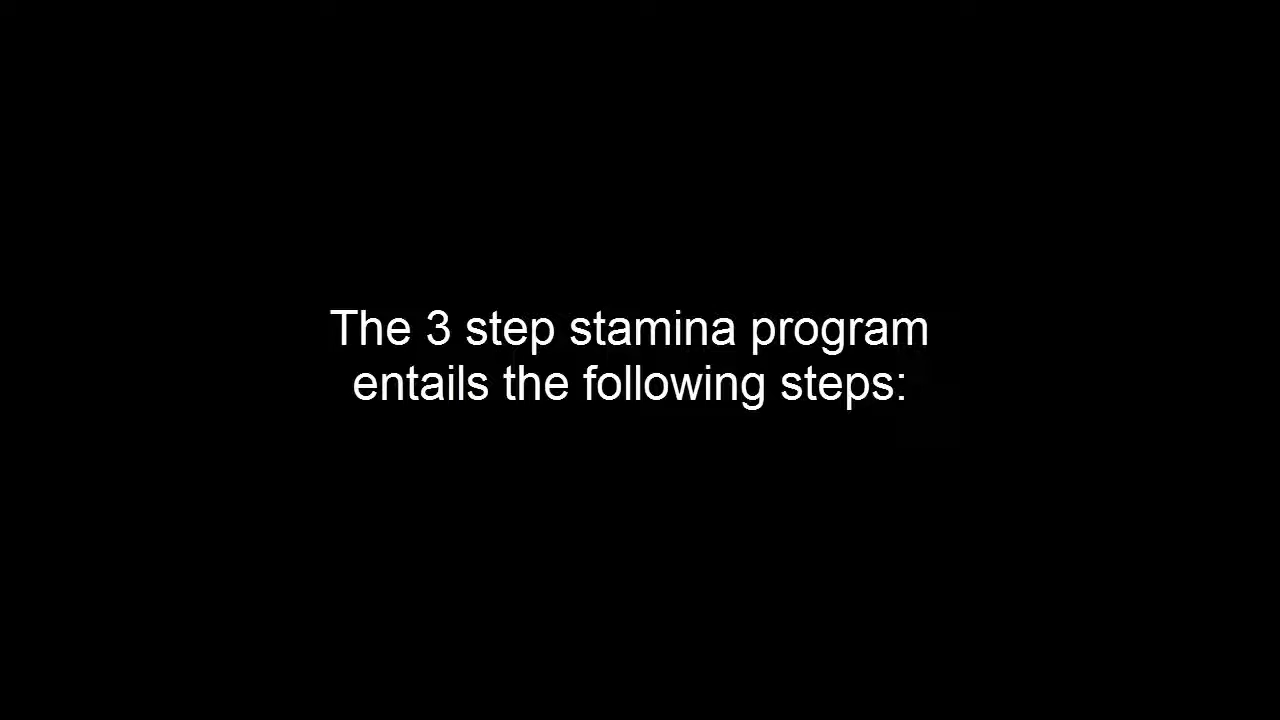 The 3 step stamina program
entails the following steps: